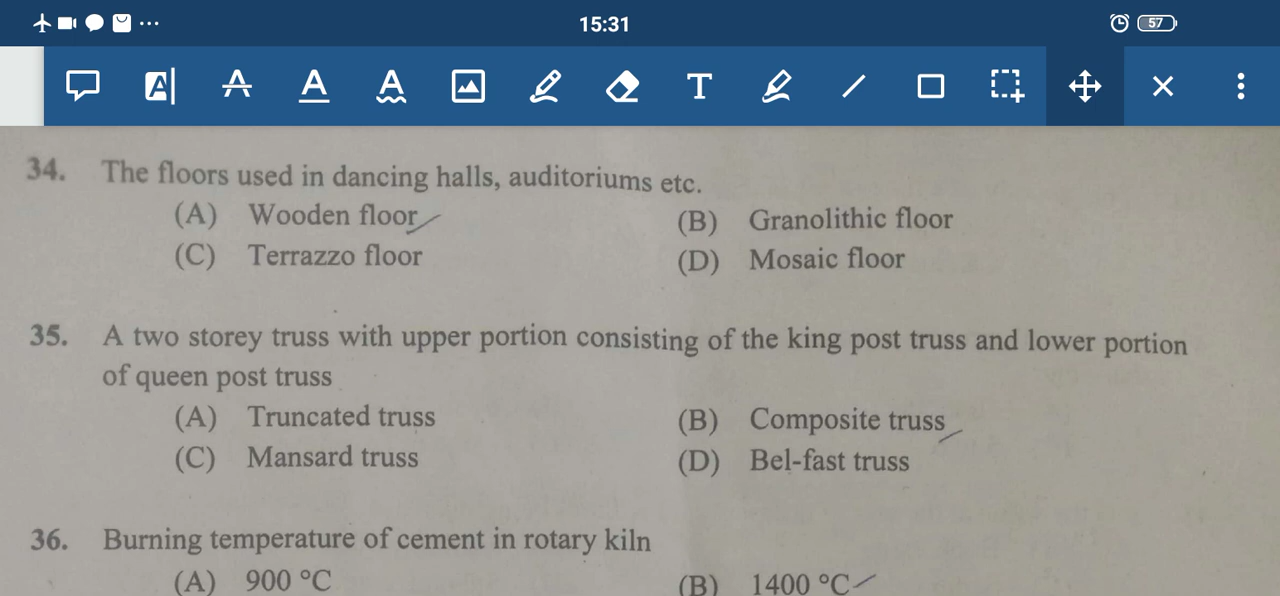 15:31
57
34. The floors used in dancing halls, auditoriums etc.
(A) Wooden floor (B) Granolithic floor
(C) Terrazzo floor (D) Mosaic floor
35. A two storey truss with upper portion consisting of the king post truss and lower portion
of queen post truss
(A) Truncated truss (B) Composite truss
(C) Mansard truss (D) Bel-fast truss
36. Burning temperature of cement in rotary kiln
(A) 900 °C (B) 1400 °C